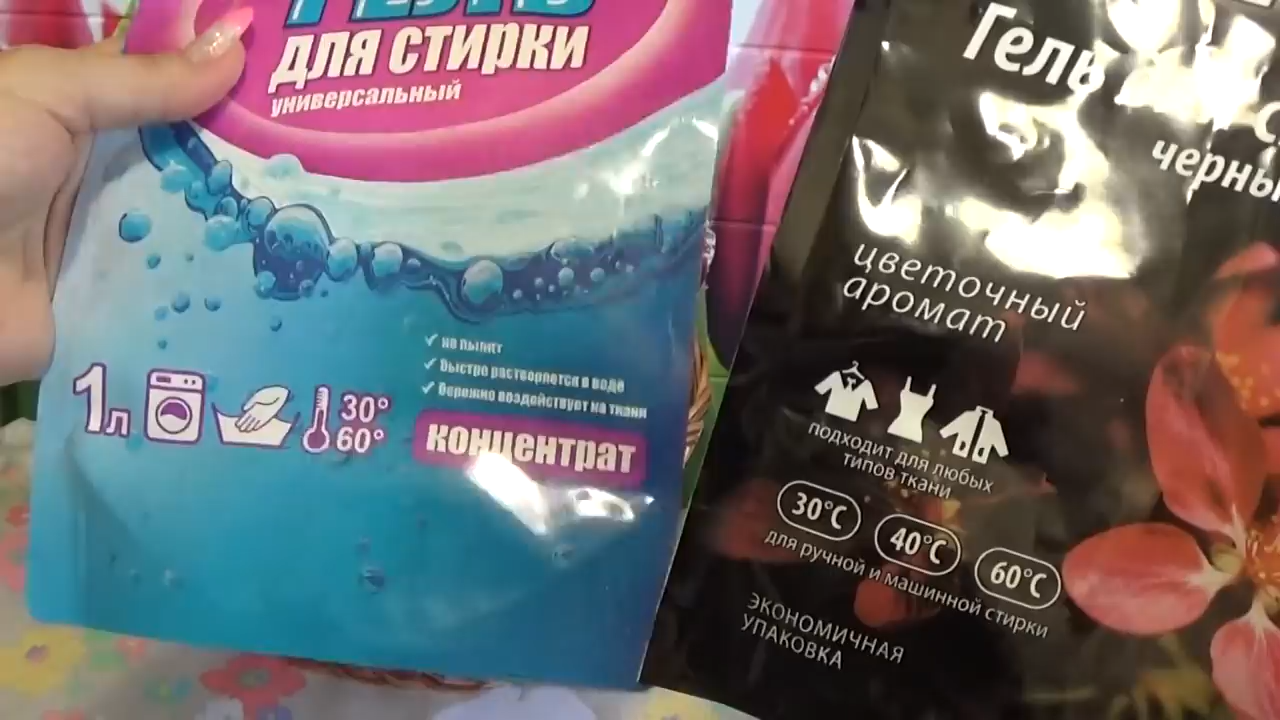 ГЕЛЬ
ДЛЯ СТИРКИ
универсальный
не пылит
Быстро растворяется в воде
Бережно воздействует на ткани
1л
30°
60°
концентрат
Гель
цветочный
аромат
подходит для любых
типов ткани
30°C 40°C 60°C
для ручной и машинной стирки
ЭКОНОМИЧНАЯ
УПАКОВКА